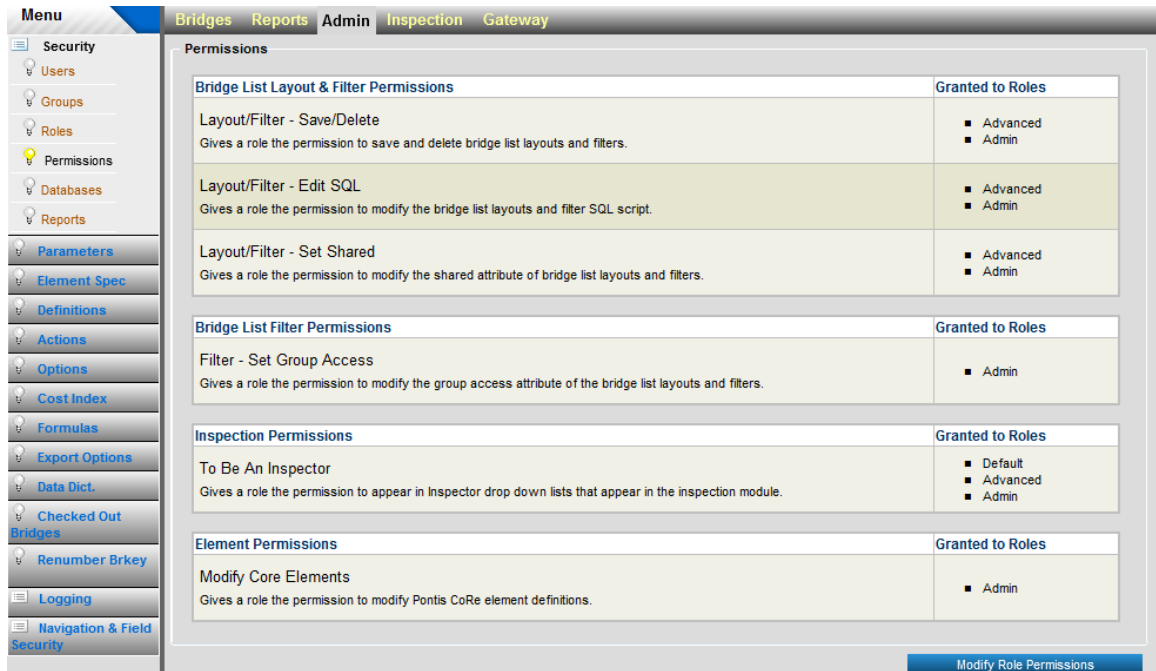 Menu
Bridges Reports Admin Inspection Gateway
Security
Users
Groups
Roles
Permissions
Databases
Reports
Parameters
Element Spec
Definitions
Actions
Options
Cost Index
Formulas
Export Options
Data Dict.
Checked Out
Bridges
Renumber Brkey
Logging
Navigation & Field
Security
Permissions
Bridge List Layout & Filter Permissions Granted to Roles
Layout/Filter - Save/Delete
Gives a role the permission to save and delete bridge list layouts and filters.
Advanced
Admin
Layout/Filter - Edit SQL
Gives a role the permission to modify the bridge list layouts and filter SQL script.
Advanced
Admin
Layout/Filter - Set Shared
Gives a role the permission to modify the shared attribute of bridge list layouts and filters.
Advanced
Admin
Bridge List Filter Permissions Granted to Roles
Filter - Set Group Access
Gives a role the permission to modify the group access attribute of the bridge list layouts and filters.
Admin
Inspection Permissions Granted to Roles
To Be An Inspector
Gives a role the permission to appear in Inspector drop down lists that appear in the inspection module.
Default
Advanced
Admin
Element Permissions Granted to Roles
Modify Core Elements
Gives a role the permission to modify Pontis CoRe element definitions.
Admin
Modify Role Permissions